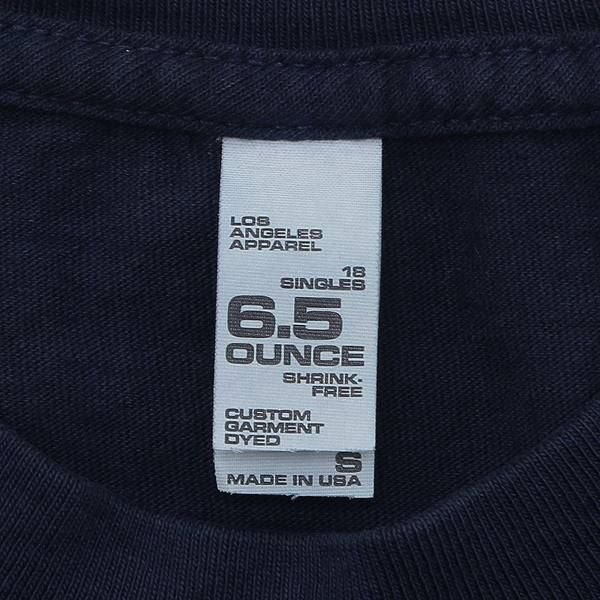 LOS
ANGELES
APPAREL
18
SINGLES
6.5
OUNCE
SHRINK-
FREE
CUSTOM
GARMENT
DYED
S
MADE IN USA